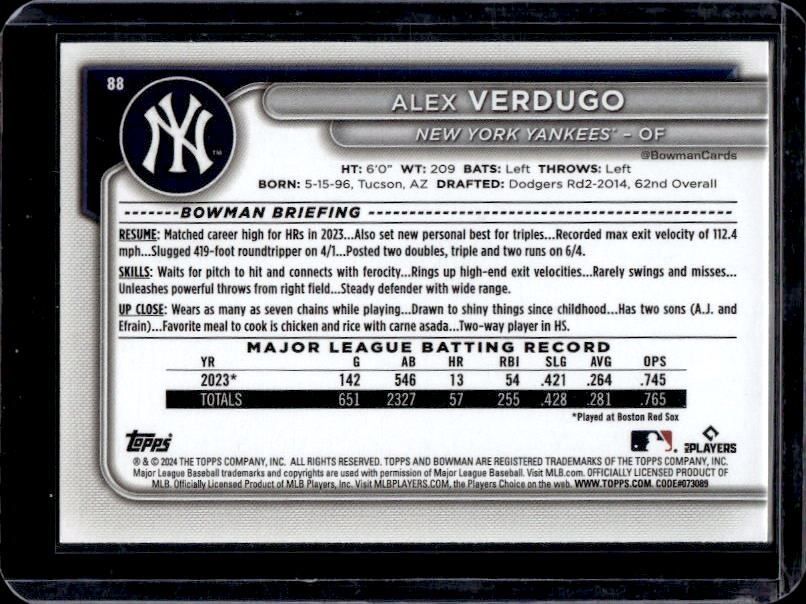 88
NY
TM
ALEX VERDUGO
NEW YORK YANKEES® – OF
@BowmanCards
HT: 6'0" WT: 209 BATS: Left THROWS: Left
BORN: 5-15-96, Tucson, AZ DRAFTED: Dodgers Rd2-2014, 62nd Overall
BOWMAN BRIEFING
RESUME: Matched career high for HRs in 2023...Also set new personal best for triples...Recorded max exit velocity of 112.4
mph...Slugged 419-foot roundtripper on 4/1...Posted two doubles, triple and two runs on 6/4.
SKILLS: Waits for pitch to hit and connects with ferocity...Rings up high-end exit velocities...Rarely swings and misses...
Unleashes powerful throws from right field...Steady defender with wide range.
UP CLOSE: Wears as many as seven chains while playing...Drawn to shiny things since childhood...Has two sons (A.J. and
Efrain)...Favorite meal to cook is chicken and rice with carne asada...Two-way player in HS.
MAJOR LEAGUE BATTING RECORD
YR G AB HR RBI SLG AVG OPS
2023* 142 546 13 54 .421 .264 .745
TOTALS 651 2327 57 255 .428 .281 .765
*Played at Boston Red Sox
Topps
MLB PLAYERS
® & © 2024 THE TOPPS COMPANY, INC. ALL RIGHTS RESERVED. TOPPS AND BOWMAN ARE REGISTERED TRADEMARKS OF THE TOPPS COMPANY, INC.
Major League Baseball trademarks and copyrights are used with permission of Major League Baseball. Visit MLB.com. OFFICIALLY LICENSED PRODUCT OF
MLB. Officially Licensed Product of MLB Players, Inc. Visit MLBPLAYERS.COM, the Players Choice on the web. WWW.TOPPS.COM. CODE#073089